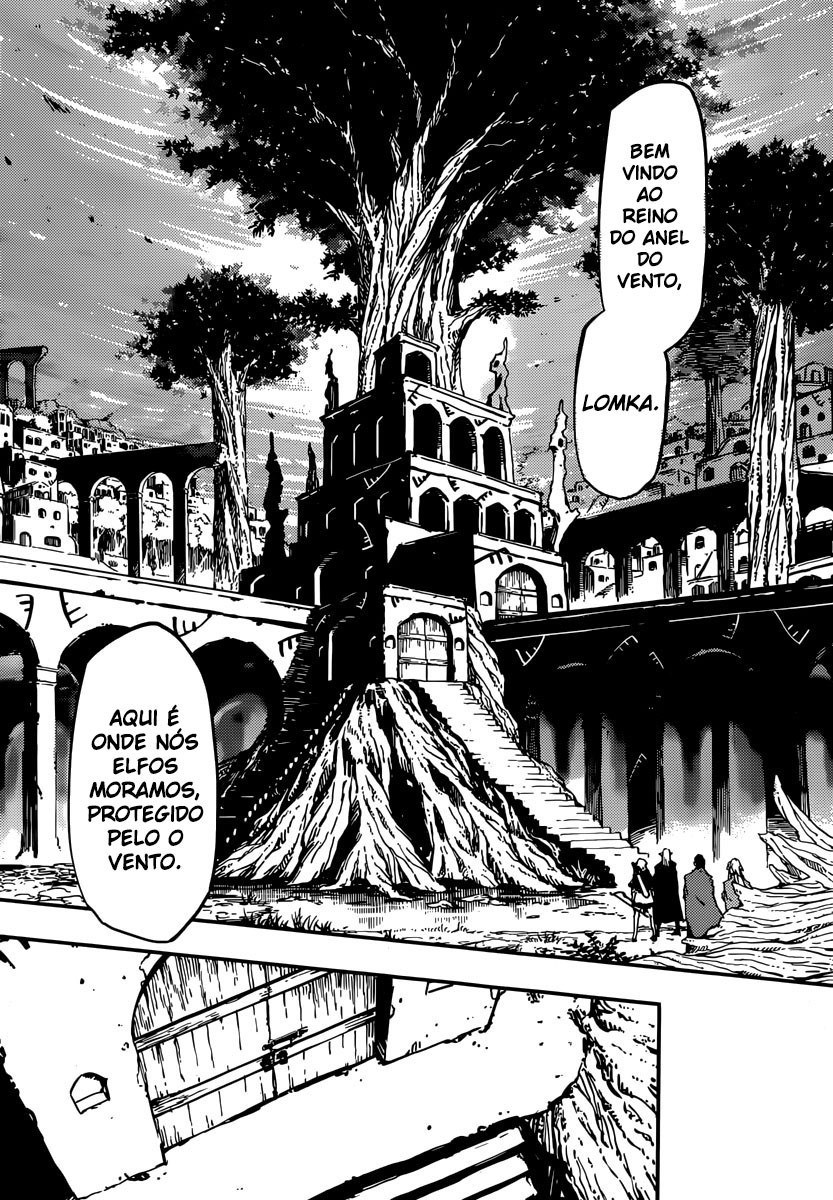 BEM
VINDO
AO
REINO
DO ANEL
DO
VENTO,
LOMKA.
AQUI É
ONDE NÓS
ELFOS
MORAMOS,
PROTEGIDO
PELO O
VENTO.